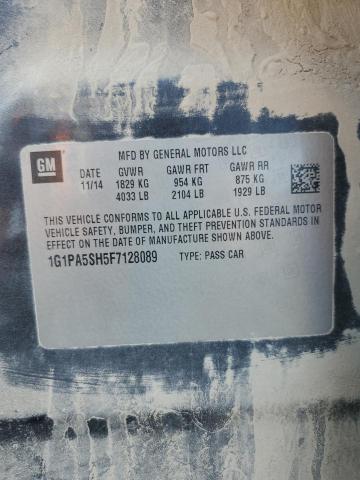 GM
MFD BY GENERAL MOTORS LLC
DATE GVWR GAWR FRT GAWR RR
11/14 1829 KG 954 KG 875 KG
4033 LB 2104 LB 1929 LB
THIS VEHICLE CONFORMS TO ALL APPLICABLE U.S. FEDERAL MOTOR
VEHICLE SAFETY, BUMPER, AND THEFT PREVENTION STANDARDS IN
EFFECT ON THE DATE OF MANUFACTURE SHOWN ABOVE.
1G1PA5SH5F7128089 TYPE: PASS CAR